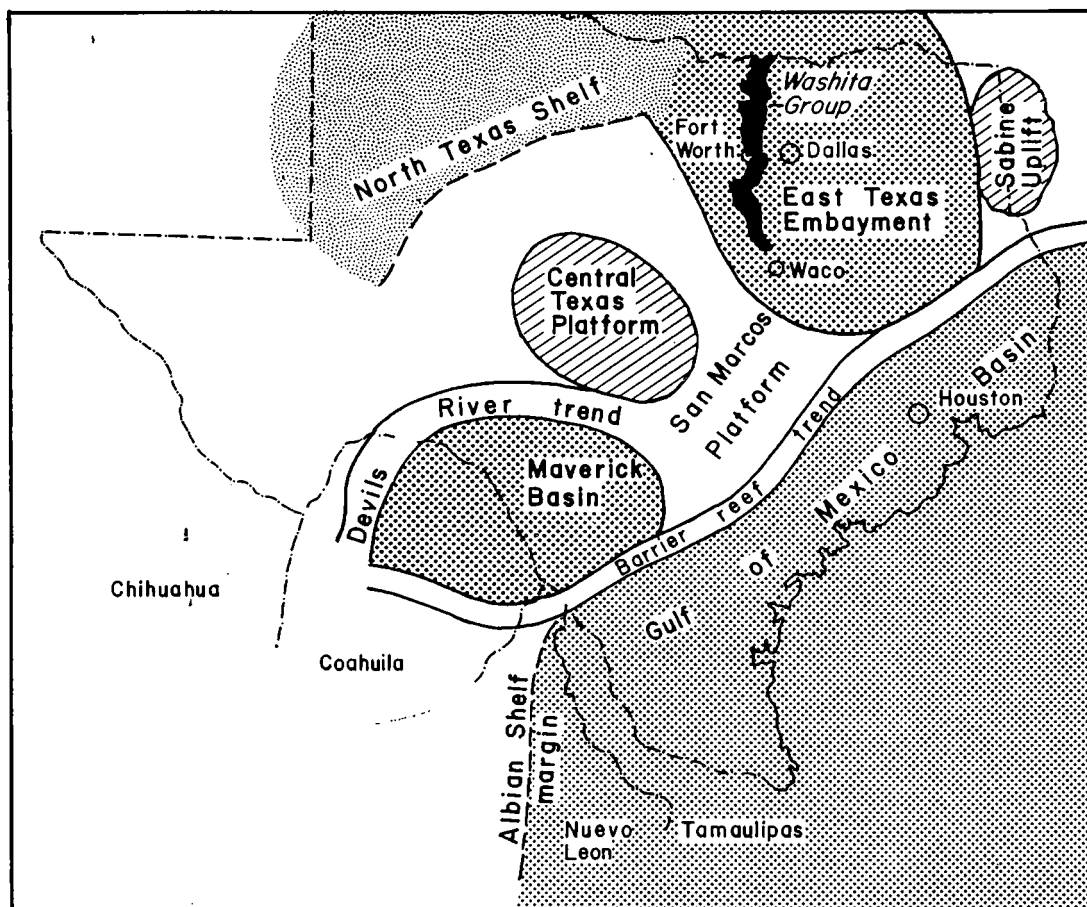 North Texas Shelf
Washita
Group
Fort
Worth
Dallas
Sabine
Uplift
East Texas
Embayment
Waco
Central
Texas
Platform
San Marcos
Platform
Devils River trend
Maverick
Basin
Barrier reef trend
Gulf of Mexico Basin
Houston
Chihuahua
Coahuila
Albian Shelf
margin
Nuevo
Leon
Tamaulipas